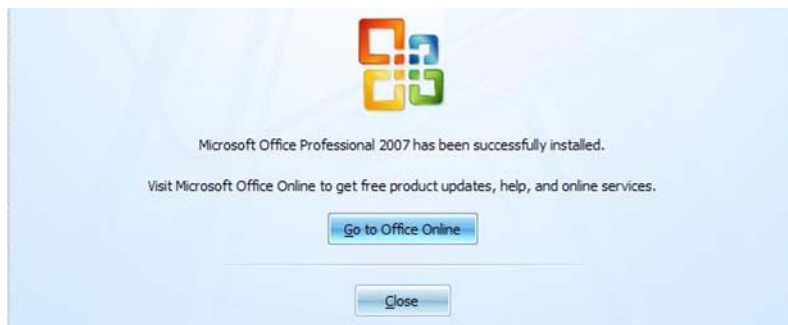 Microsoft Office Professional 2007 has been successfully installed.
Visit Microsoft Office Online to get free product updates, help, and online services.
Go to Office Online
Close